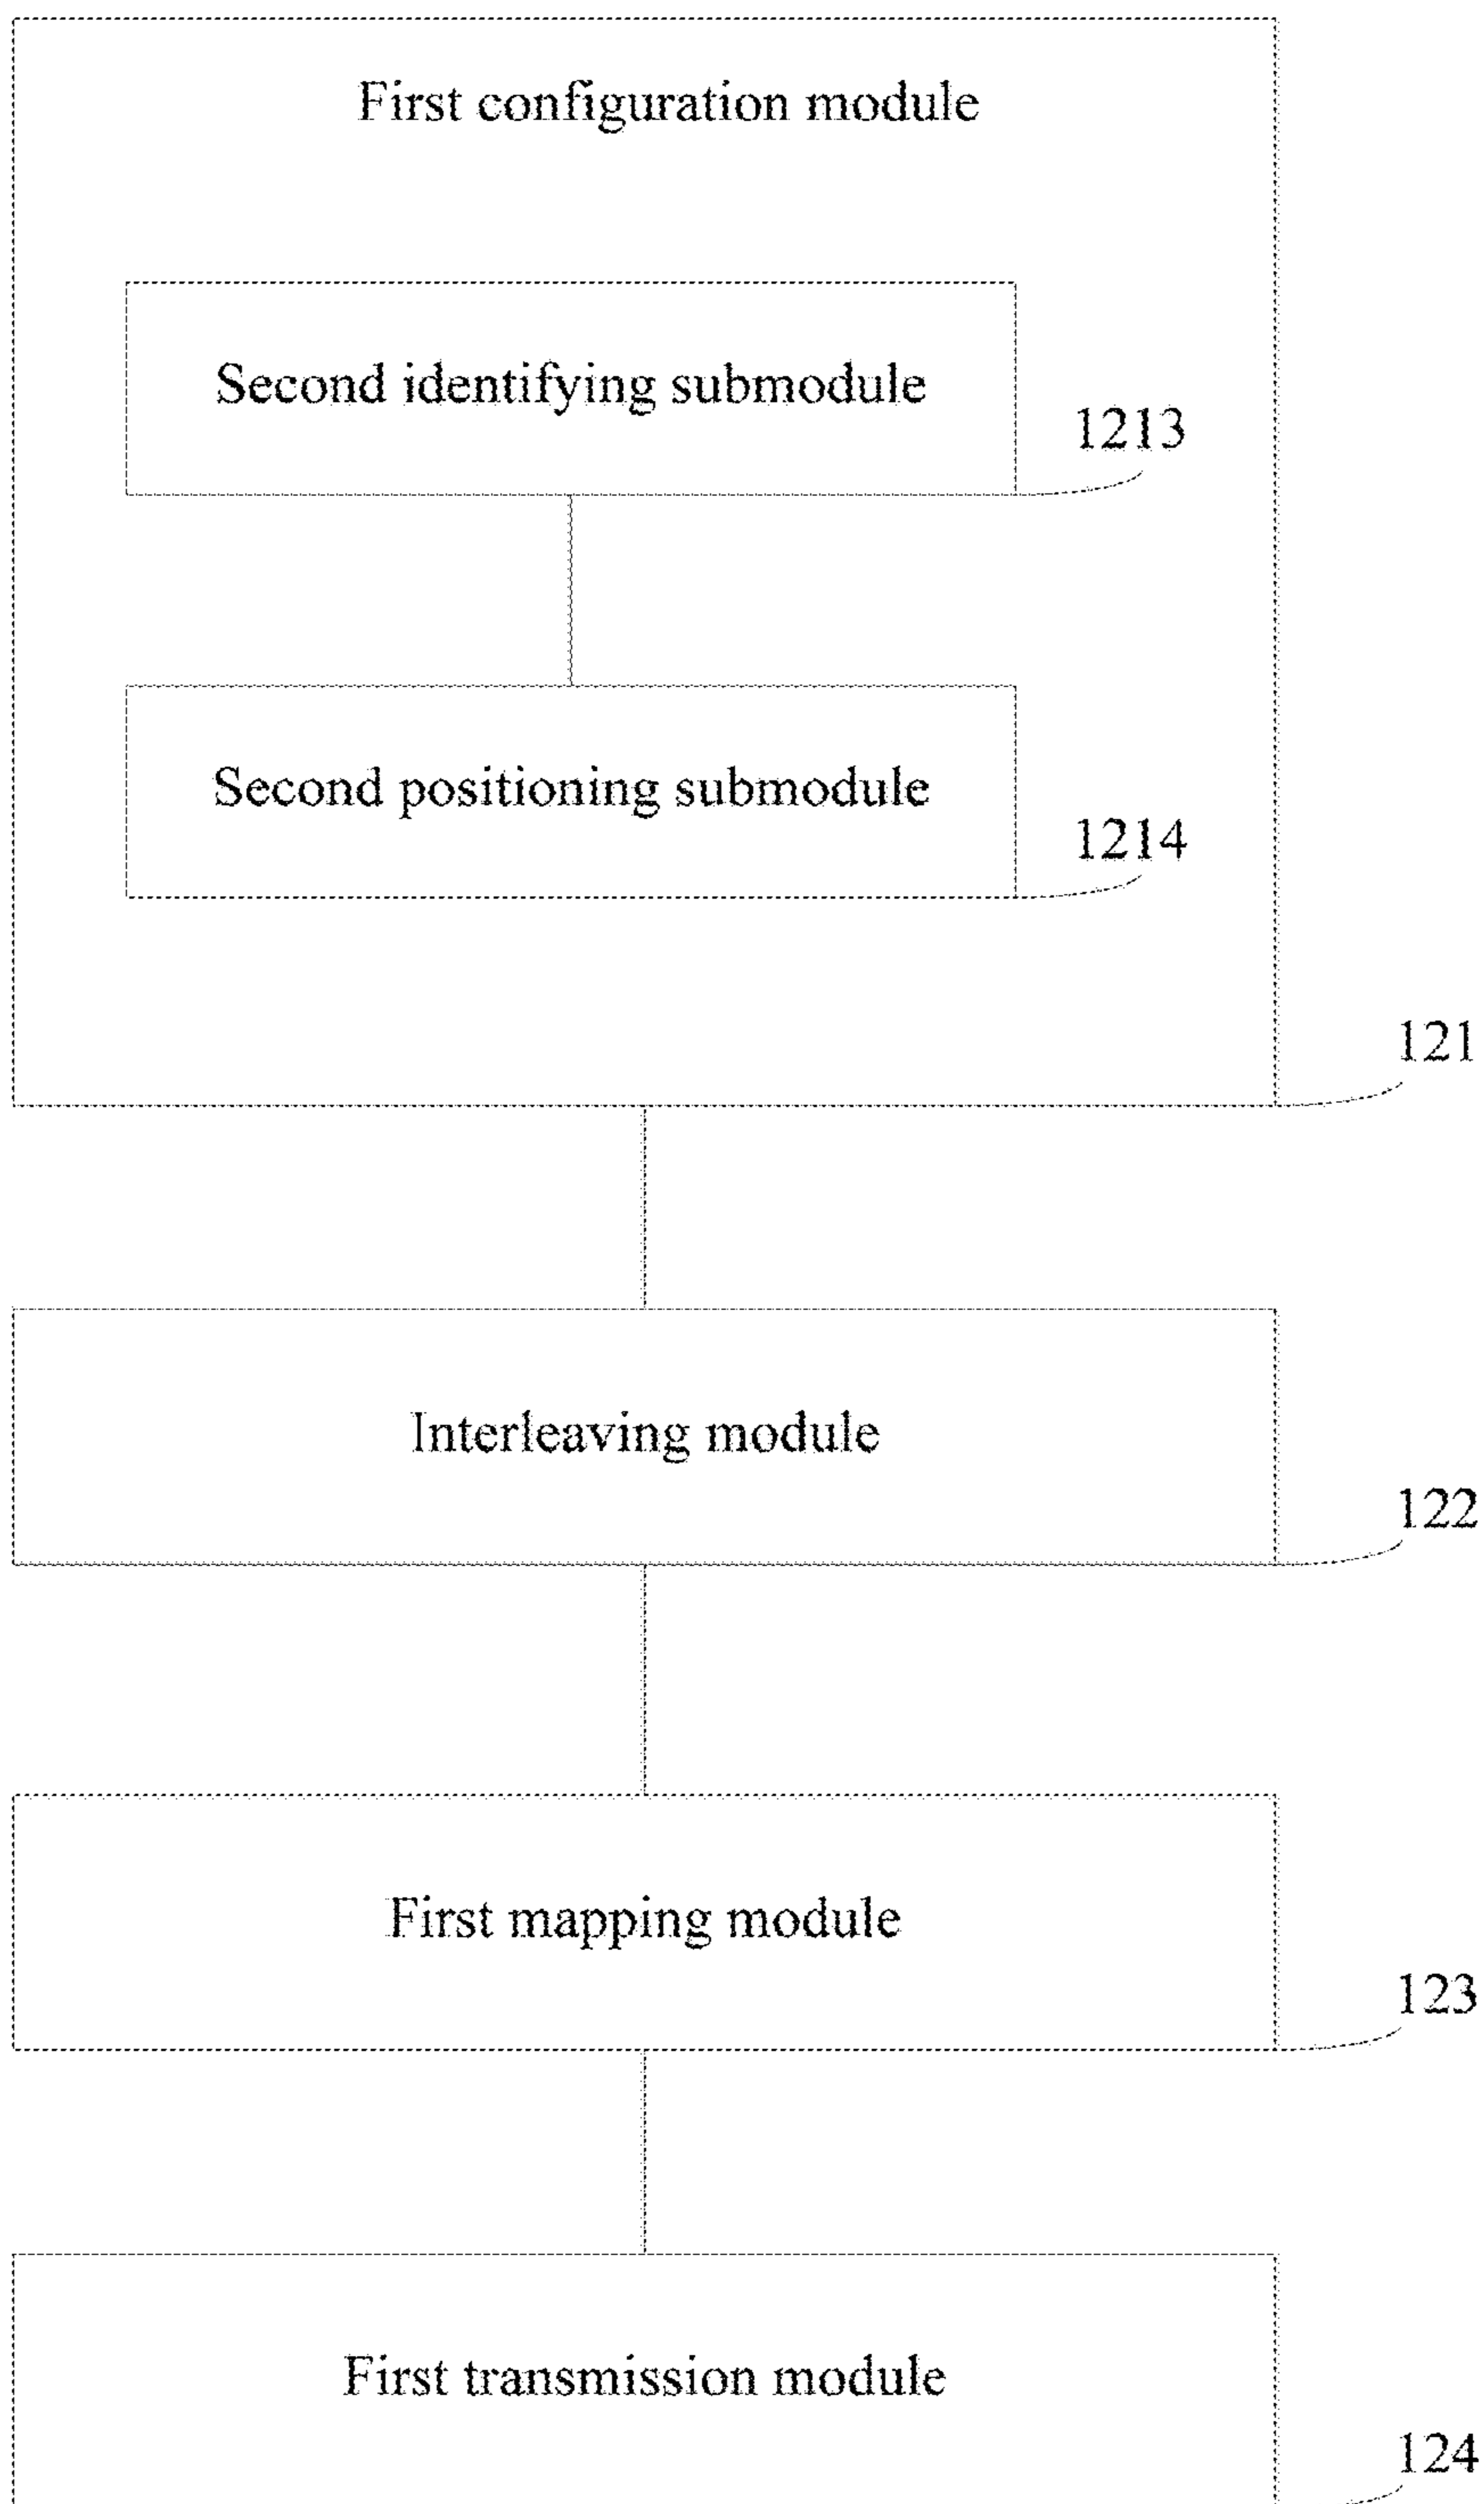 First configuration module
Second identifying submodule
1213
Second positioning submodule
1214
121
Interleaving module
122
First mapping module
123
First transmission module
124